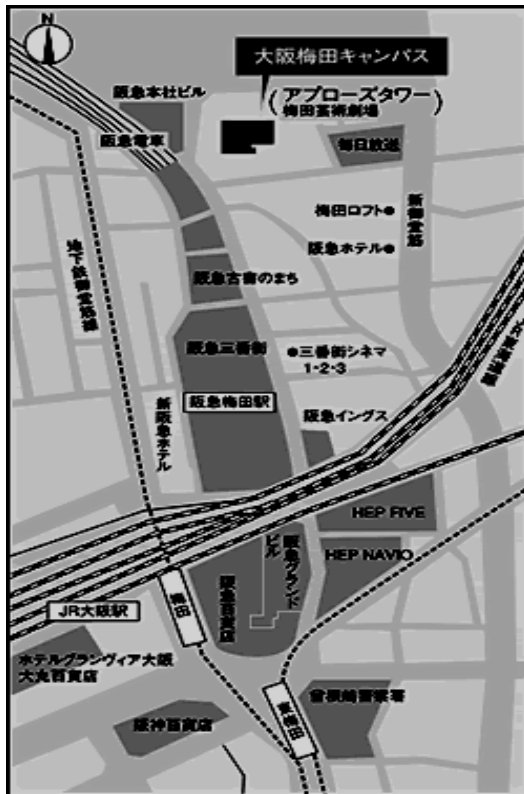 N
大阪梅田キャンパス
(アプローズタワー
梅田芸術劇場)
阪急本社ビル
阪急電車
毎日放送
新御堂筋
梅田ロフト
阪急ホテル
地下鉄御堂筋線
阪急古書のまち
阪急三番街
三番街シネマ
1・2・3
阪急梅田駅
新阪急ホテル
阪急イングス
HEP FIVE
阪急グランド
ビル
HEP NAVIO
阪急百貨店
梅田
JR大阪駅
ホテルグランヴィア大阪
大丸百貨店
阪神百貨店
東梅田
曽根崎警察署